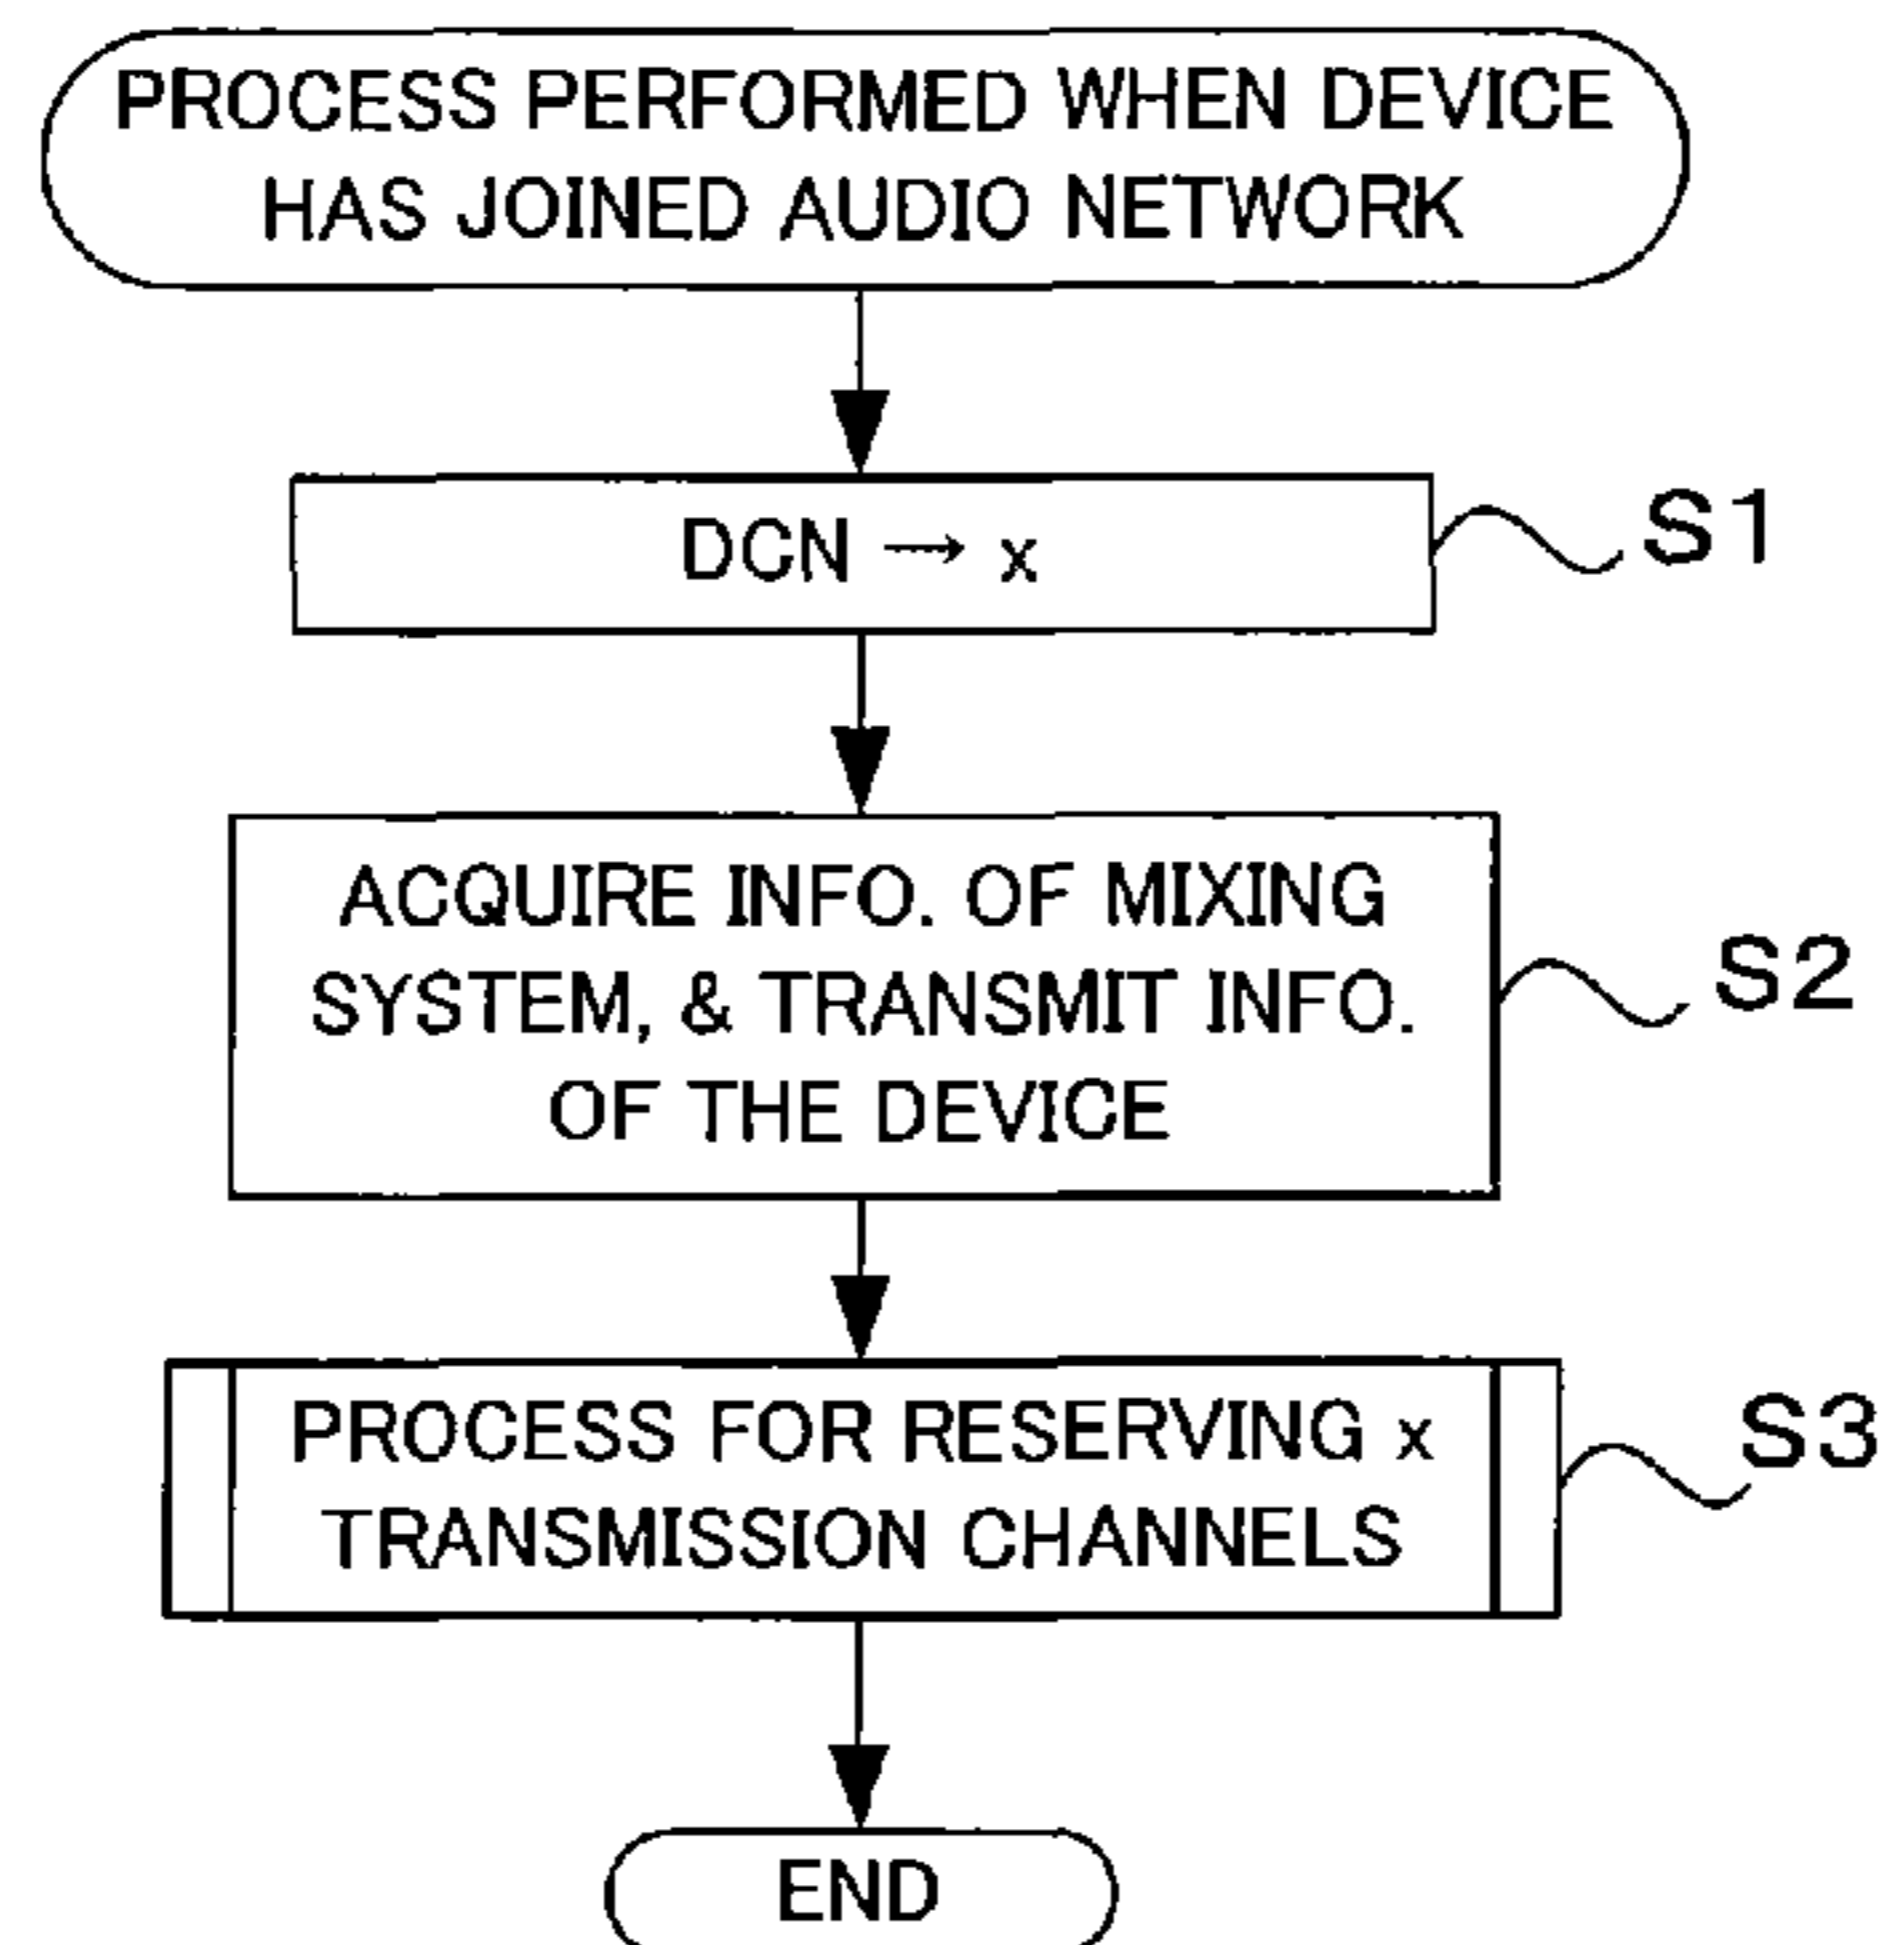 PROCESS PERFORMED WHEN DEVICE
HAS JOINED AUDIO NETWORK
DCN → x
S1
ACQUIRE INFO. OF MIXING
SYSTEM, & TRANSMIT INFO.
OF THE DEVICE
S2
PROCESS FOR RESERVING x
TRANSMISSION CHANNELS
S3
END